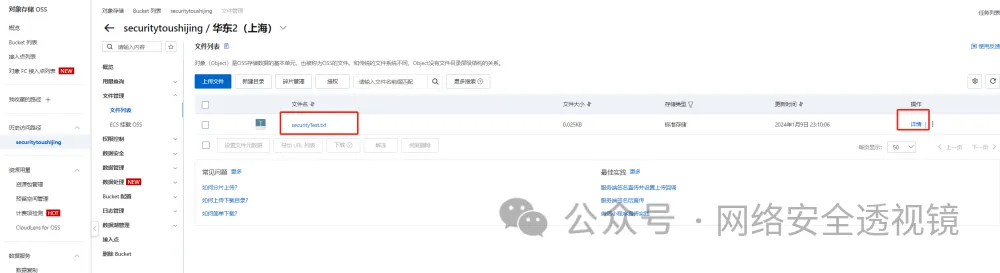 对象存储 OSS
概览
Bucket 列表
接入点列表
对象 FC 接入点列表 NEW
我收藏的路径
历史访问路径
securitytoushijing
资源用量
资源包管理
预留空间管理
计费项检测 HOT
CloudLens for OSS
数据服务
数据复制
对象存储 / Bucket 列表 / securitytoushijing / 文件管理
任务列表
securitytoushijing / 华东2（上海）
请输入内容
概览
用量查询
文件管理
文件列表
ECS 挂载 OSS
权限控制
数据安全
数据管理
数据处理 NEW
Bucket 配置
日志管理
数据湖管理
接入点
删除 Bucket
文件列表
使用反馈
对象（Object）是OSS存储数据的基本单元，也被称为OSS的文件。和传统的文件系统不同，Object没有文件目录层级结构的关系。
上传文件
新建目录
碎片管理
授权
请输入文件名前缀匹配
更多搜索
文件名
文件大小
存储类型
更新时间
操作
securityTest.txt
0.025KB
标准存储
2024年1月9日 23:10:06
详情
设置文件元数据
导出 URL 列表
下载
解冻
彻底删除
每页显示：
50
上一页
下一页
常见问题 更多
如何分片上传？
如何上传下载目录？
如何简单下载？
最佳实践 更多
服务端签名直传并设置上传回调
服务端签名后直传
公众号 · 网络安全透视镜